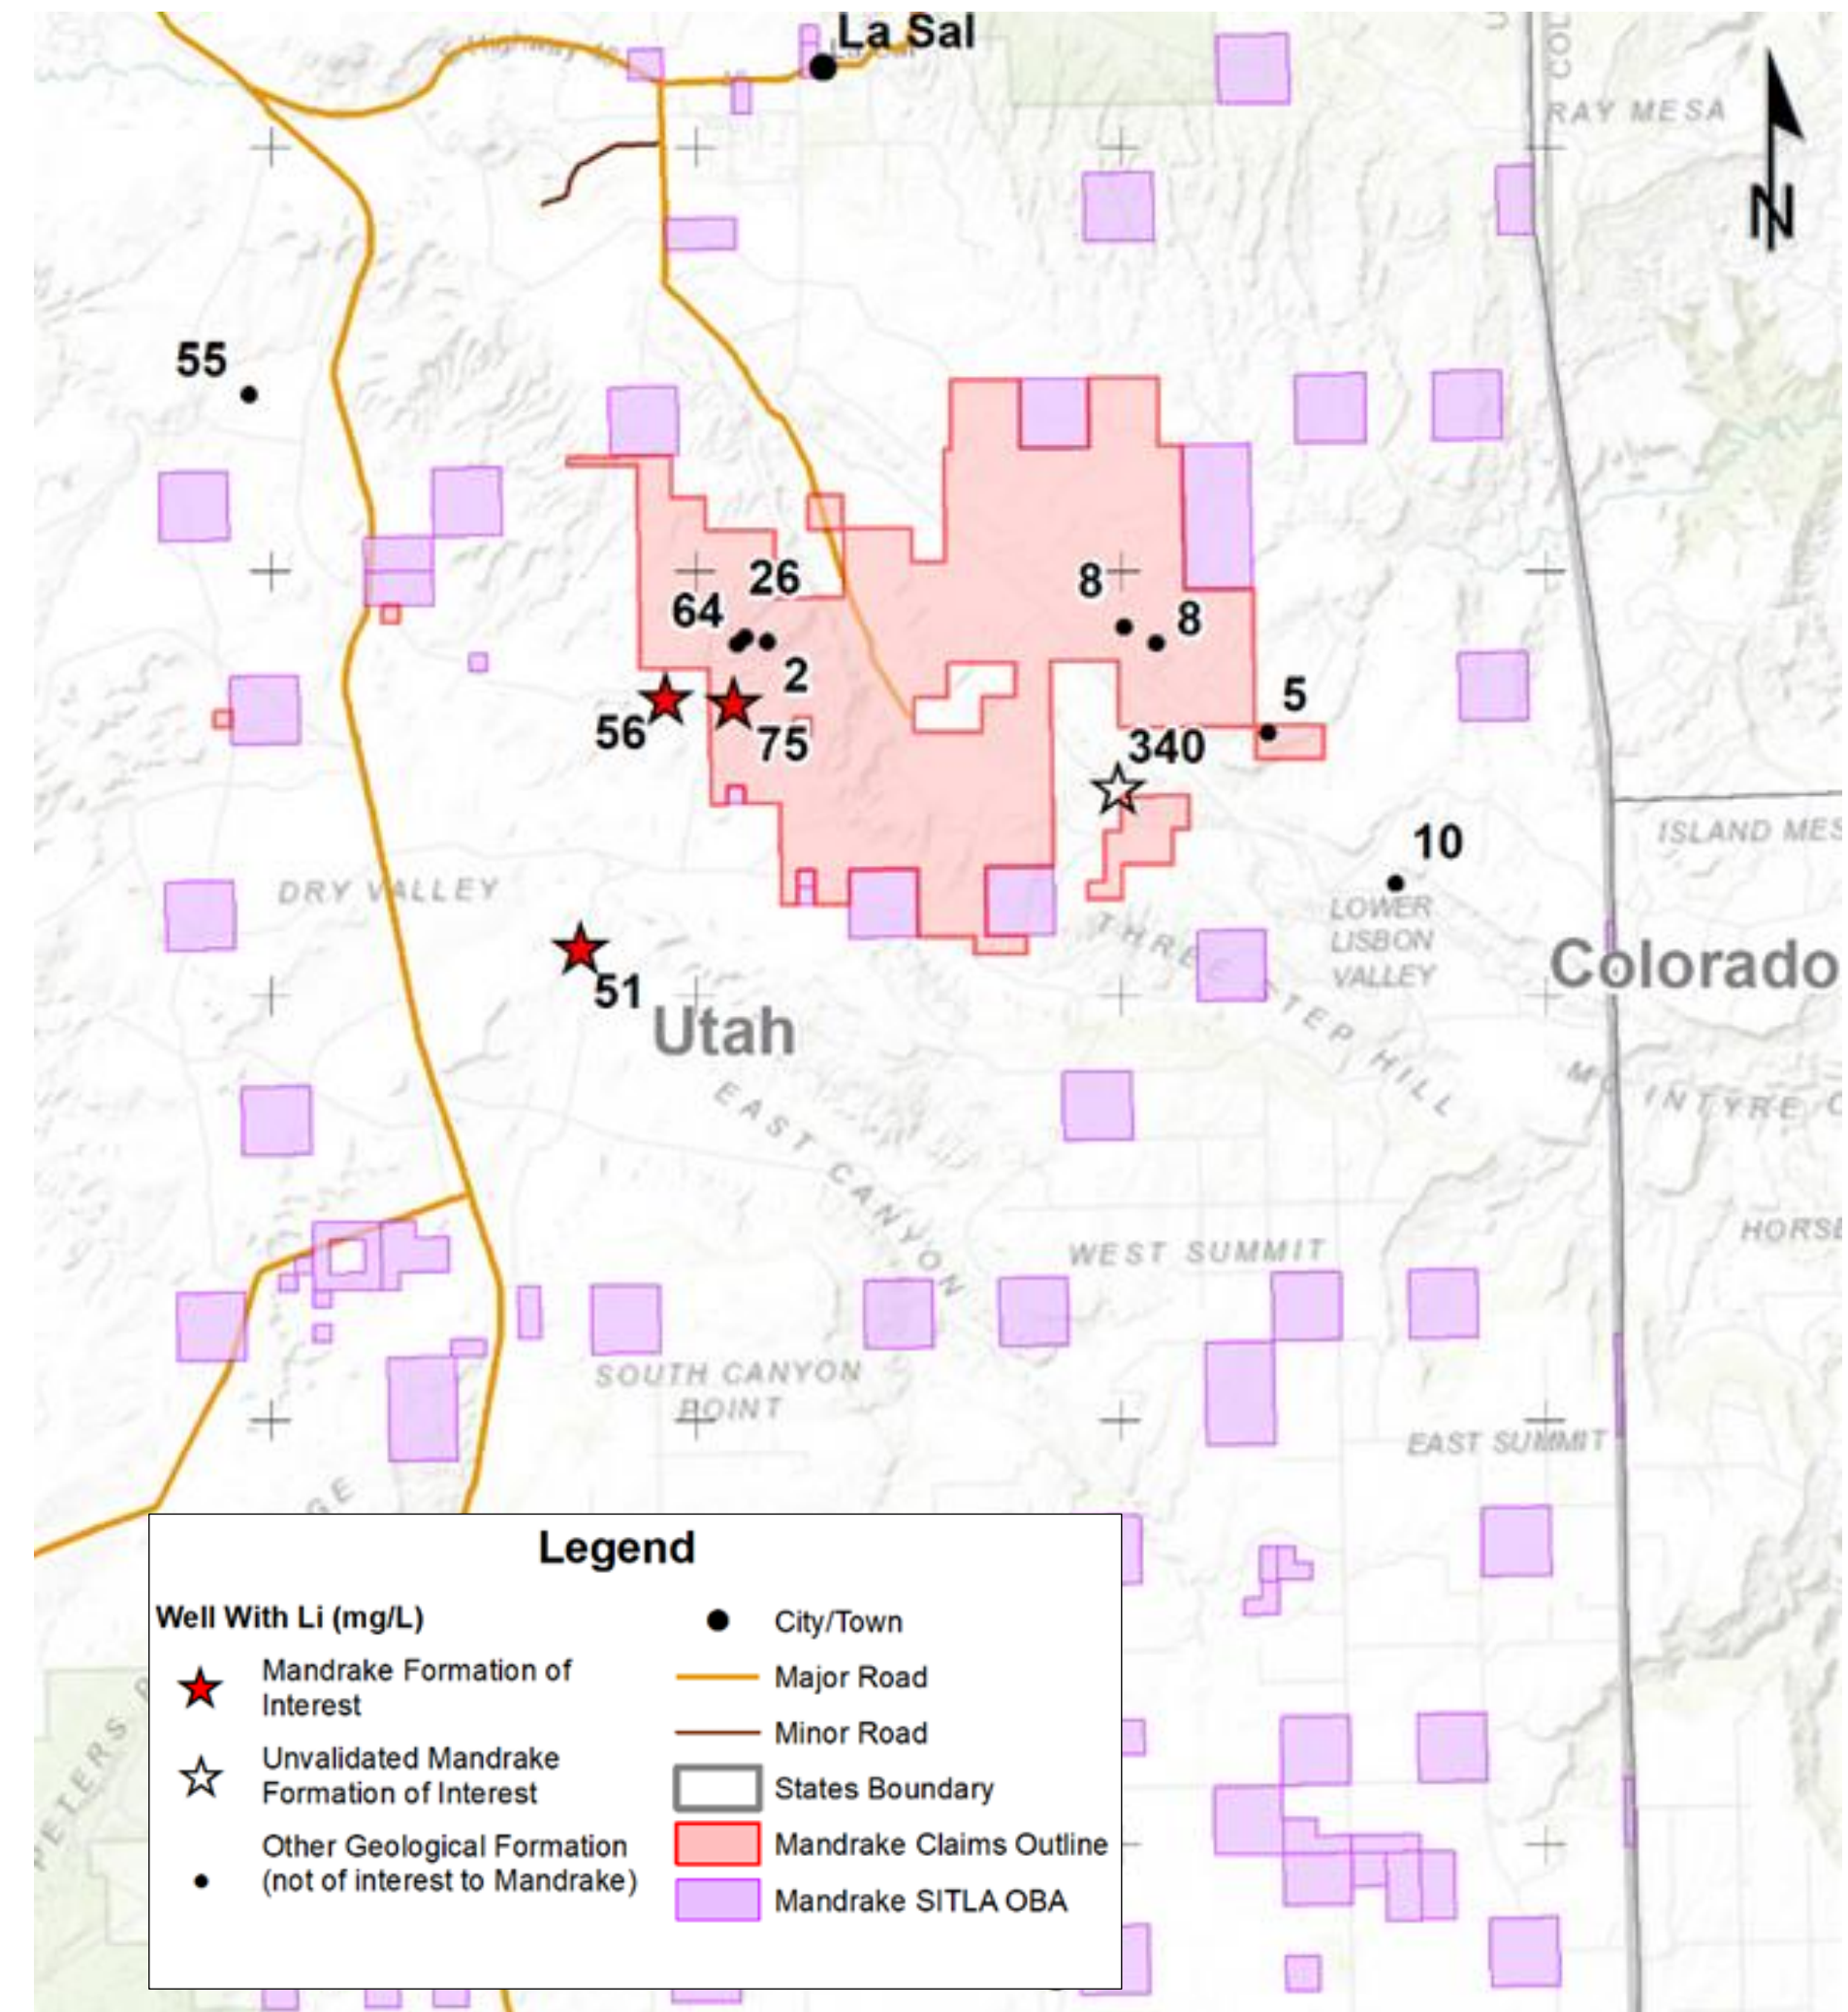 La Sal
RAY MESA
N
55
26
64
8
8
2
5
56
75
340
10
ISLAND MES
DRY VALLEY
LOWER
LISBON
VALLEY
THREE STEP HILL
Colorado
51
Utah
EAST CANYON
INTYRE
HORSE
WEST SUMMIT
SOUTH CANYON
POINT
EAST SUMMIT
GE
PETERS
Legend
Well With Li (mg/L)
Mandrake Formation of
Interest
Unvalidated Mandrake
Formation of Interest
Other Geological Formation
(not of interest to Mandrake)
City/Town
Major Road
Minor Road
States Boundary
Mandrake Claims Outline
Mandrake SITLA OBA